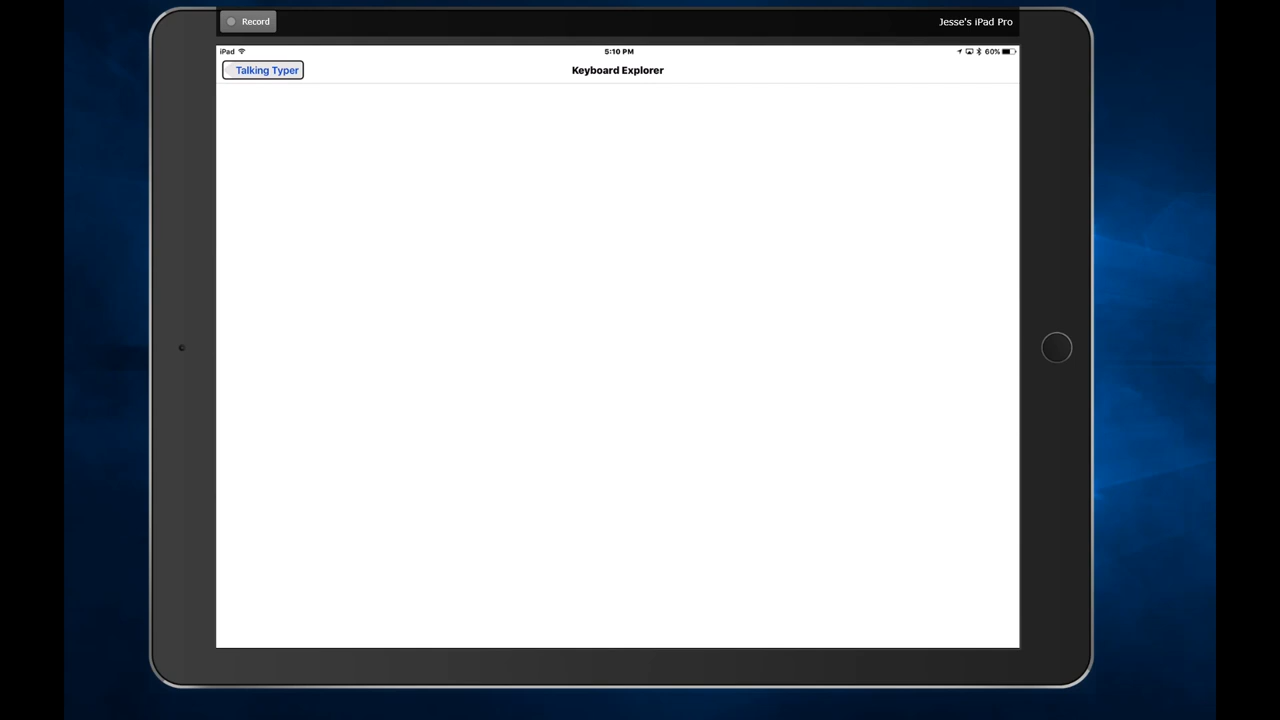 Record
Jesse's iPad Pro
iPad
5:10 PM
60%
Talking Typer
Keyboard Explorer